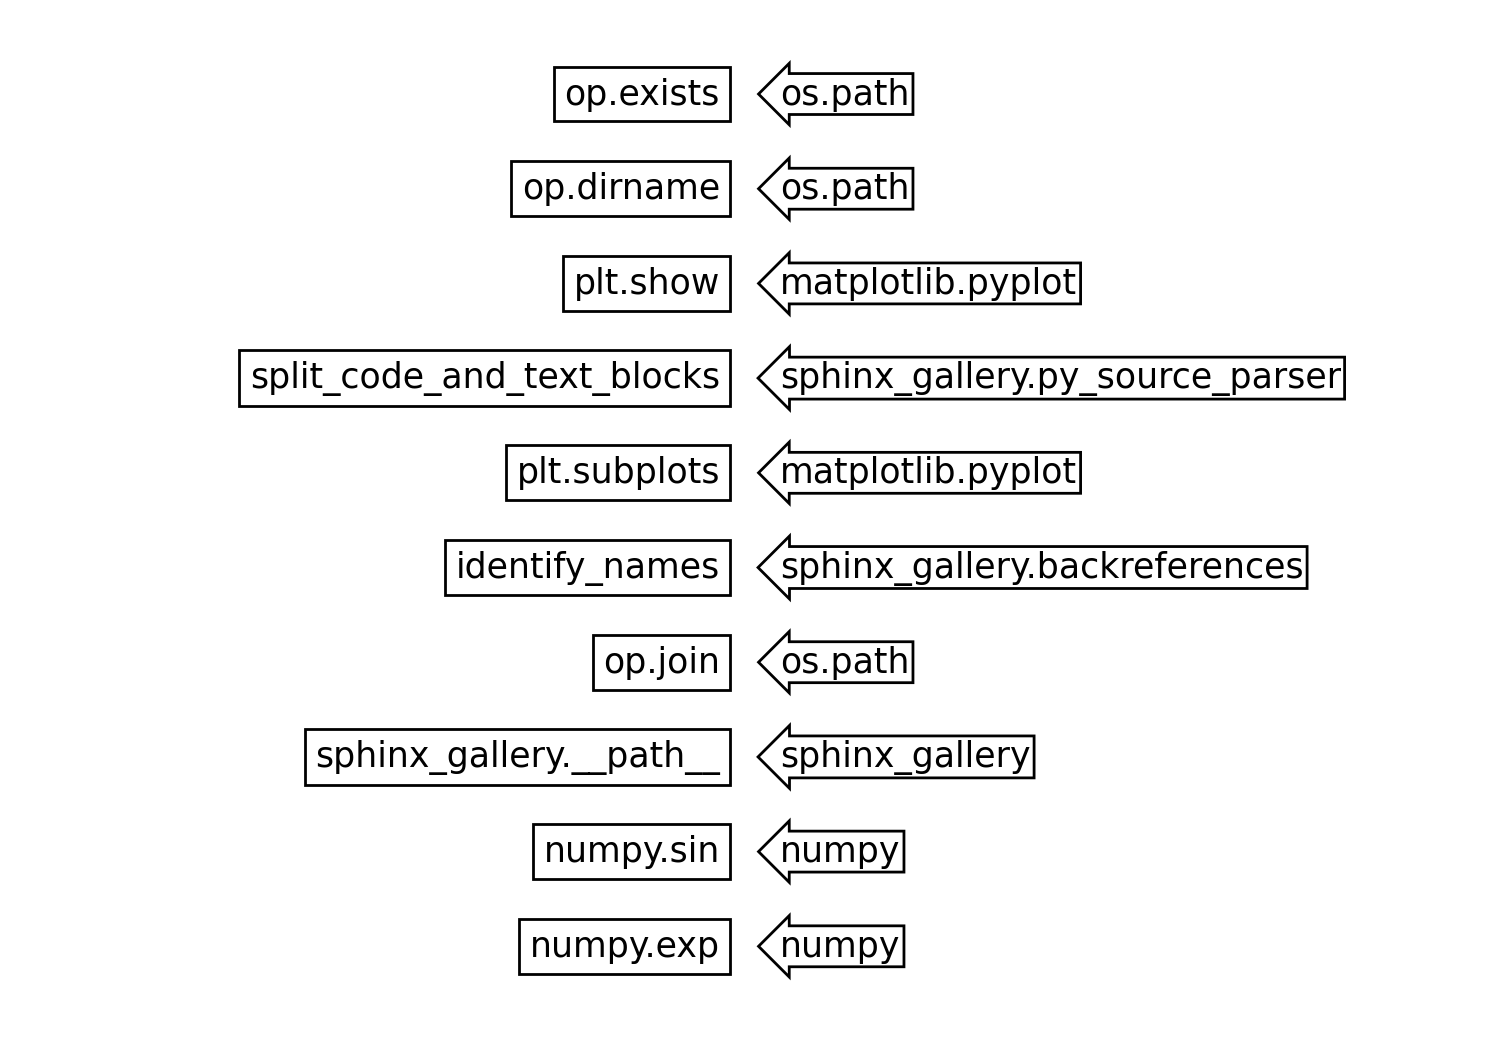 op.exists os.path
op.dirname os.path
plt.show matplotlib.pyplot
split_code_and_text_blocks sphinx_gallery.py_source_parser
plt.subplots matplotlib.pyplot
identify_names sphinx_gallery.backreferences
op.join os.path
sphinx_gallery.__path__ sphinx_gallery
numpy.sin numpy
numpy.exp numpy